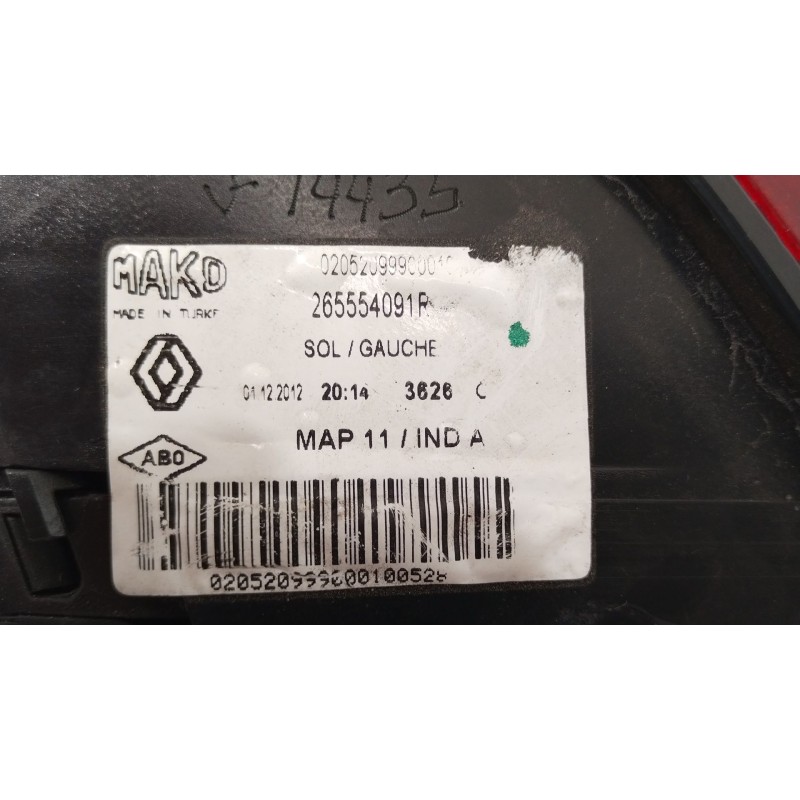 14435
MAKO
MADE IN TURKE
265554091R
SOL / GAUCHE
01.12.2012 20:14 3626 C
MAP 11 / IND A
ABO